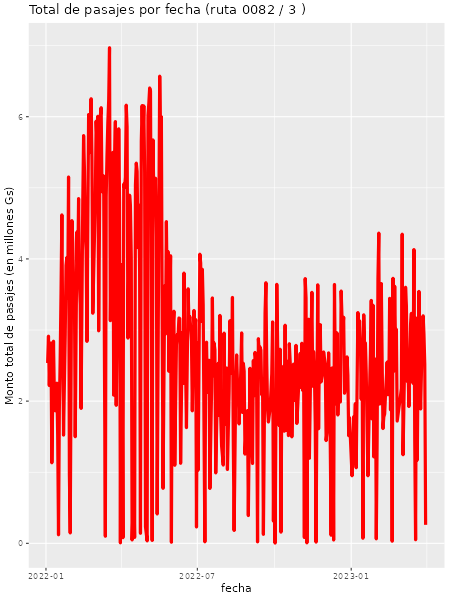 Total de pasajes por fecha (ruta 0082 / 3 )
Monto total de pasajes (en millones Gs)
6
4
2
0
2022-01 2022-07 2023-01
fecha